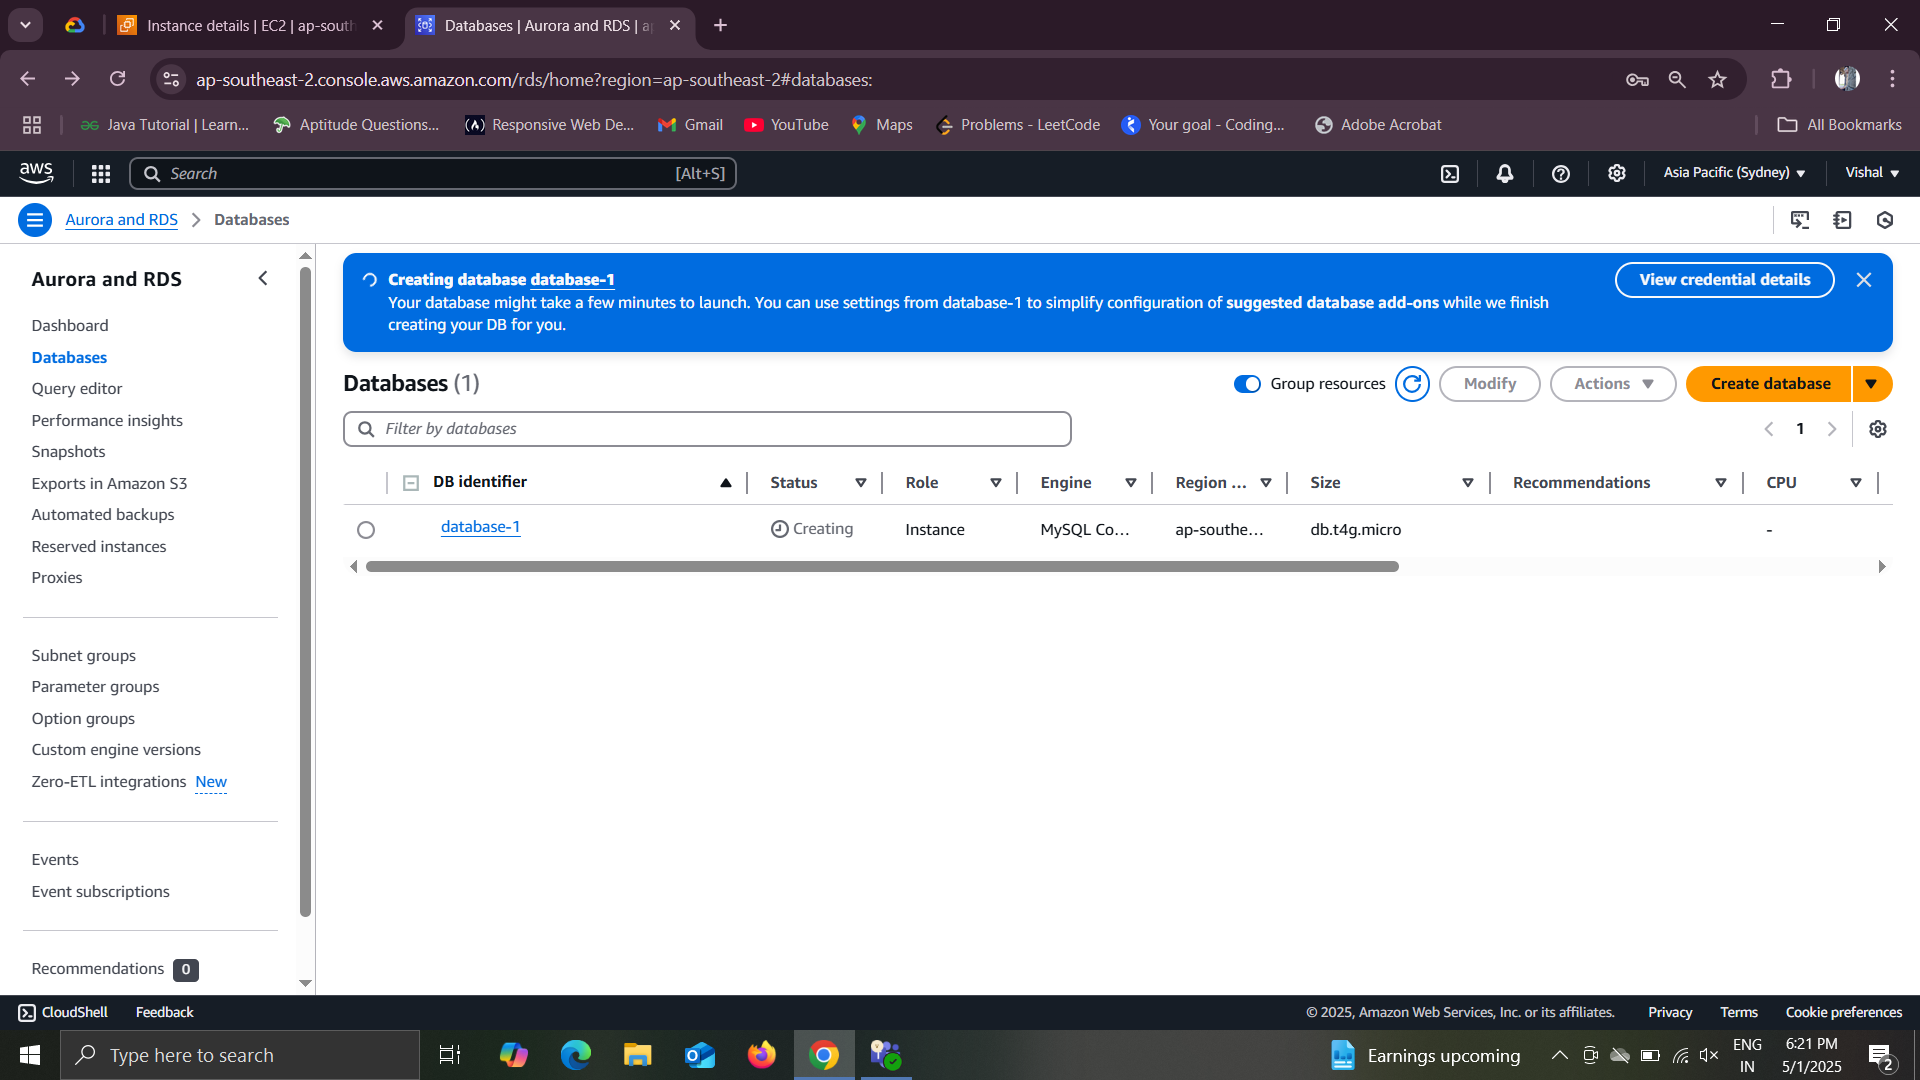 Instance details | EC2 | ap-south
Databases | Aurora and RDS | a
ap-southeast-2.console.aws.amazon.com/rds/home?region=ap-southeast-2#databases:
Java Tutorial | Learn...
Aptitude Questions...
Responsive Web De...
Gmail
YouTube
Maps
Problems - LeetCode
Your goal - Coding...
Adobe Acrobat
All Bookmarks
aws
Search
[Alt+S]
Asia Pacific (Sydney)
Vishal
Aurora and RDS
Databases
Aurora and RDS
Dashboard
Databases
Query editor
Performance insights
Snapshots
Exports in Amazon S3
Automated backups
Reserved instances
Proxies
Subnet groups
Parameter groups
Option groups
Custom engine versions
Zero-ETL integrations New
Events
Event subscriptions
Recommendations 0
Creating database database-1
Your database might take a few minutes to launch. You can use settings from database-1 to simplify configuration of suggested database add-ons while we finish
creating your DB for you.
View credential details
Databases (1)
Group resources
Modify
Actions
Create database
Filter by databases
1
DB identifier
Status
Role
Engine
Region ...
Size
Recommendations
CPU
database-1
Creating
Instance
MySQL Co...
ap-southe...
db.t4g.micro
-
CloudShell
Feedback
© 2025, Amazon Web Services, Inc. or its affiliates.
Privacy
Terms
Cookie preferences
Type here to search
Earnings upcoming
ENG
IN
6:21 PM
5/1/2025
2